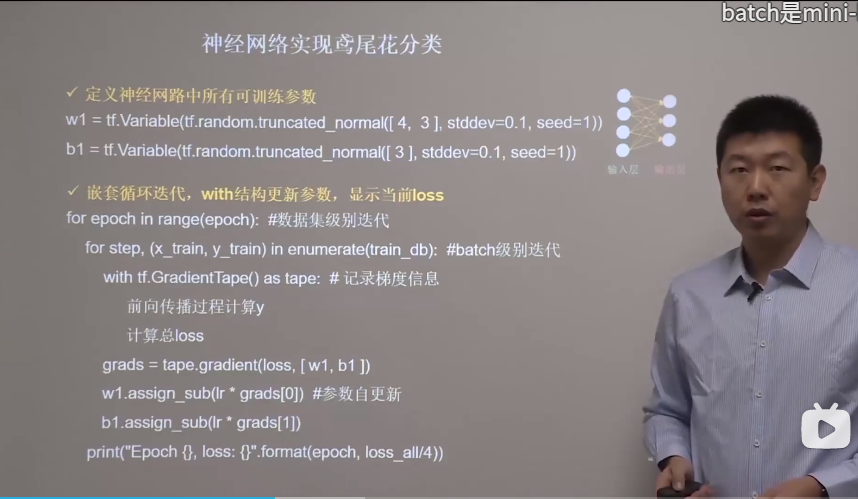 batch是mini-
神经网络实现鸢尾花分类
✓ 定义神经网路中所有可训练参数
w1 = tf.Variable(tf.random.truncated_normal([ 4, 3 ], stddev=0.1, seed=1))
b1 = tf.Variable(tf.random.truncated_normal([ 3 ], stddev=0.1, seed=1))
输入层 输出层
✓ 嵌套循环迭代，with结构更新参数，显示当前loss
for epoch in range(epoch): #数据集级别迭代
for step, (x_train, y_train) in enumerate(train_db): #batch级别迭代
with tf.GradientTape() as tape: # 记录梯度信息
前向传播过程计算y
计算总loss
grads = tape.gradient(loss, [ w1, b1 ])
w1.assign_sub(lr * grads[0]) #参数自更新
b1.assign_sub(lr * grads[1])
print("Epoch {}, loss: {}".format(epoch, loss_all/4))